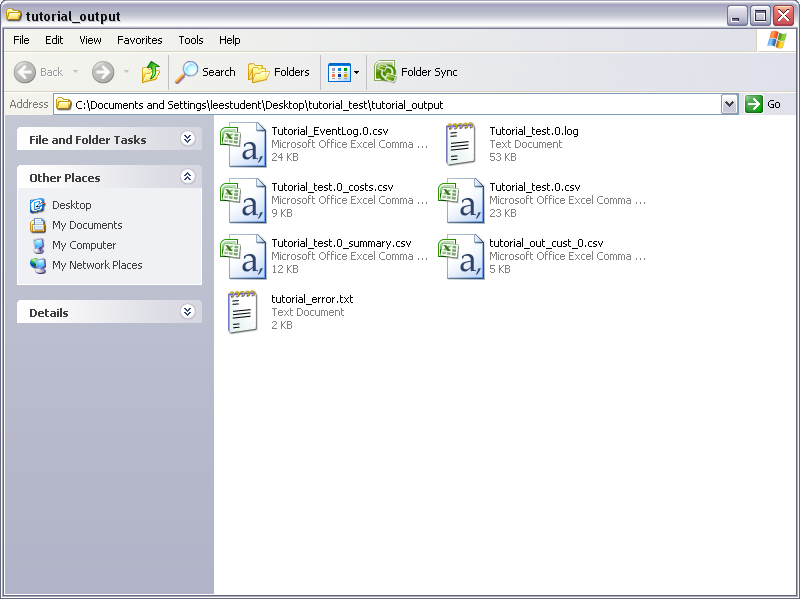 tutorial_output
File Edit View Favorites Tools Help
Back Search Folders Folder Sync
Address C:\Documents and Settings\leestudent\Desktop\tutorial_test\tutorial_output Go
File and Folder Tasks
Other Places
Desktop
My Documents
My Computer
My Network Places
Details
Tutorial_EventLog.0.csv
Microsoft Office Excel Comma ...
24 KB
Tutorial_test.0.log
Text Document
53 KB
Tutorial_test.0_costs.csv
Microsoft Office Excel Comma ...
9 KB
Tutorial_test.0.csv
Microsoft Office Excel Comma ...
23 KB
Tutorial_test.0_summary.csv
Microsoft Office Excel Comma ...
12 KB
tutorial_out_cust_0.csv
Microsoft Office Excel Comma ...
5 KB
tutorial_error.txt
Text Document
2 KB